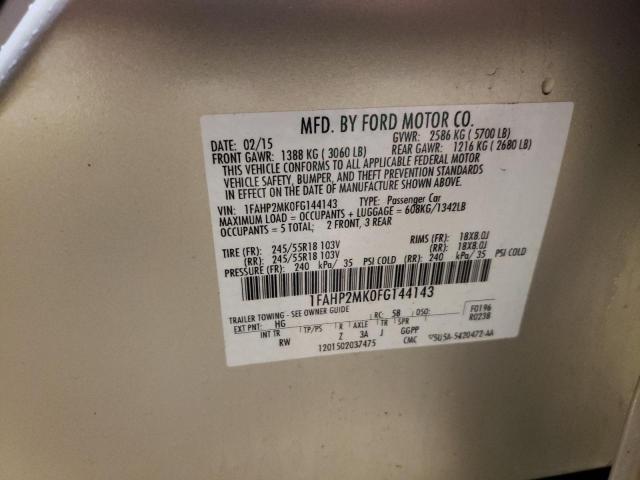 MFD. BY FORD MOTOR CO.
DATE: 02/15 GVWR: 2586 KG ( 5700 LB)
FRONT GAWR: 1388 KG ( 3060 LB) REAR GAWR: 1216 KG ( 2680 LB)
THIS VEHICLE CONFORMS TO ALL APPLICABLE FEDERAL MOTOR
VEHICLE SAFETY, BUMPER, AND THEFT PREVENTION STANDARDS
IN EFFECT ON THE DATE OF MANUFACTURE SHOWN ABOVE.
VIN: 1FAHP2MK0FG144143 TYPE: Passenger Car
MAXIMUM LOAD = OCCUPANTS + LUGGAGE = 608KG/1342LB
OCCUPANTS = 5 TOTAL; 2 FRONT, 3 REAR
TIRE (FR): 245/55R18 103V RIMS (FR): 18X8.0J
(RR): 245/55R18 103V (RR): 18X8.0J
PRESSURE (FR): 240 kPa/ 35 PSI COLD (RR): 240 kPa/ 35 PSI COLD
1FAHP2MK0FG144143
TRAILER TOWING - SEE OWNER GUIDE
EXT PNT: HG RC: 58 DSO: F0196
INT TR TP/PS R AXLE TR SPR R0238
RW Z 3A J GGPP
1201502037475 CMC 5U5A-5420472-AA